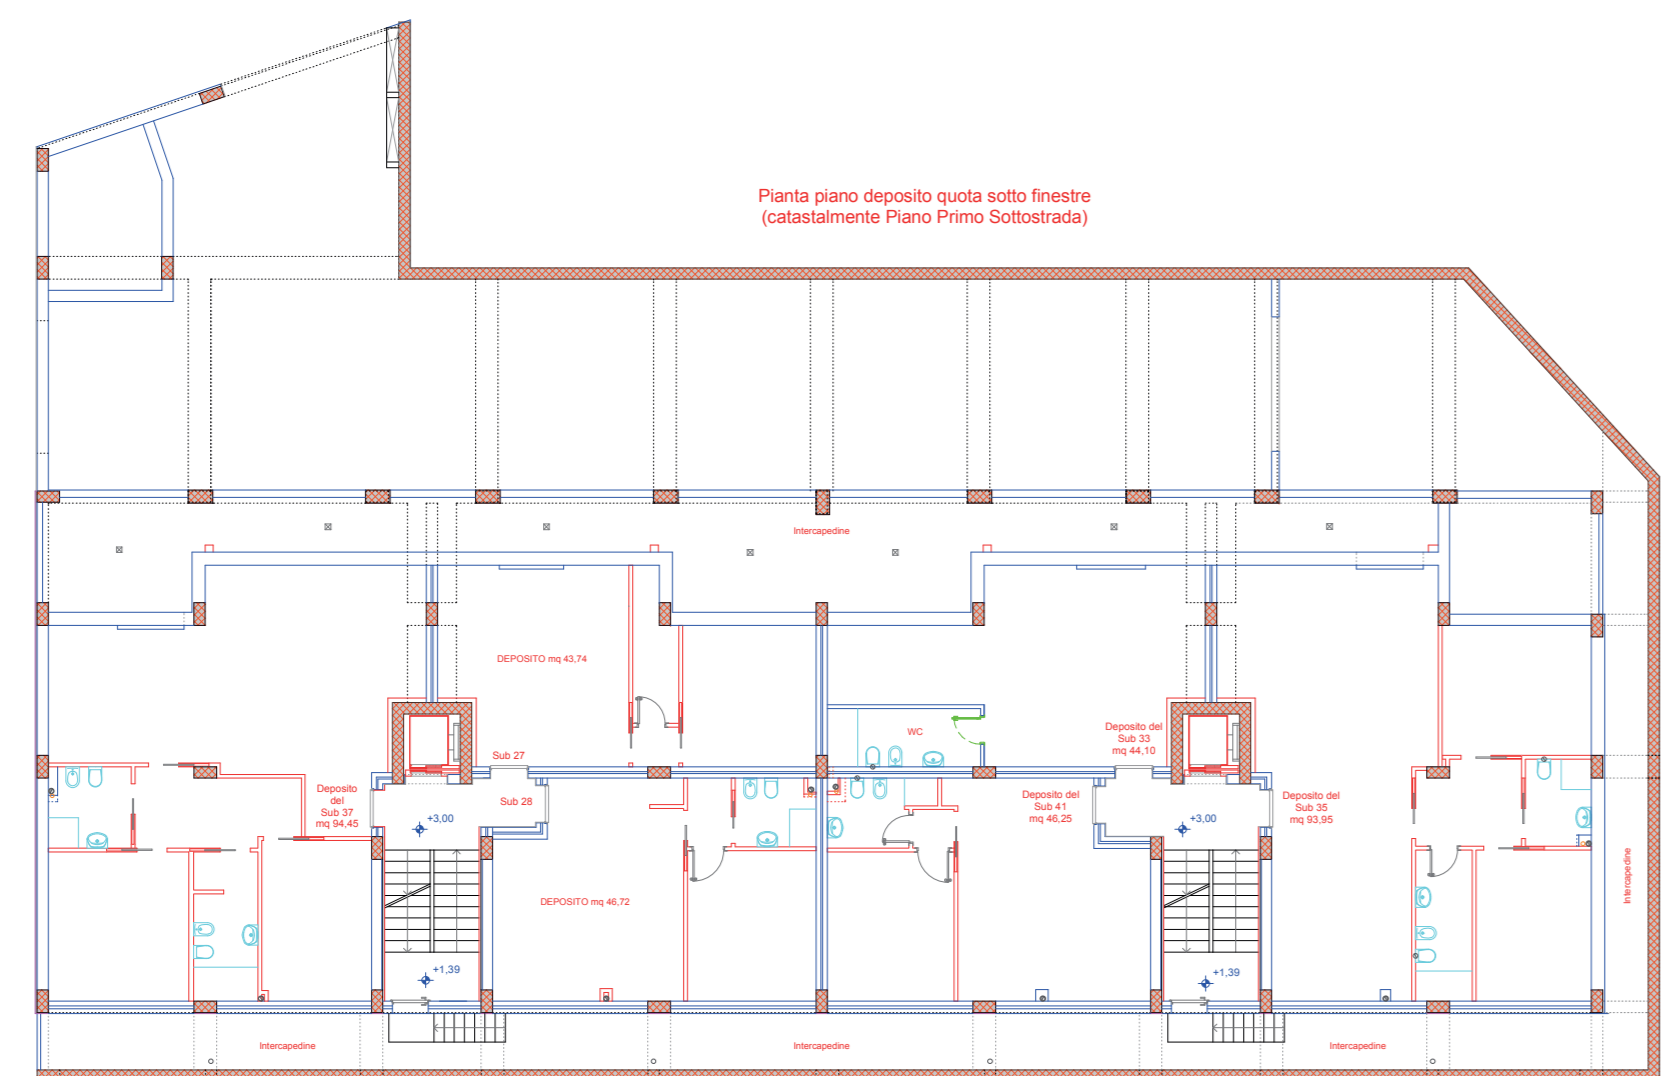 Pianta piano deposito quota sotto finestre
(catastalmente Piano Primo Sottostrada)
Intercapedine
DEPOSITO mq 43,74
WC
Deposito del
Sub 33
mq 44,10
Sub 27
Deposito
del
Sub 37
mq 94,45
Sub 28
+3,00
Deposito del
Sub 41
mq 46,25
+3,00
Deposito del
Sub 35
mq 93,95
Intercapedine
DEPOSITO mq 46,72
+1,39
+1,39
Intercapedine
Intercapedine
Intercapedine